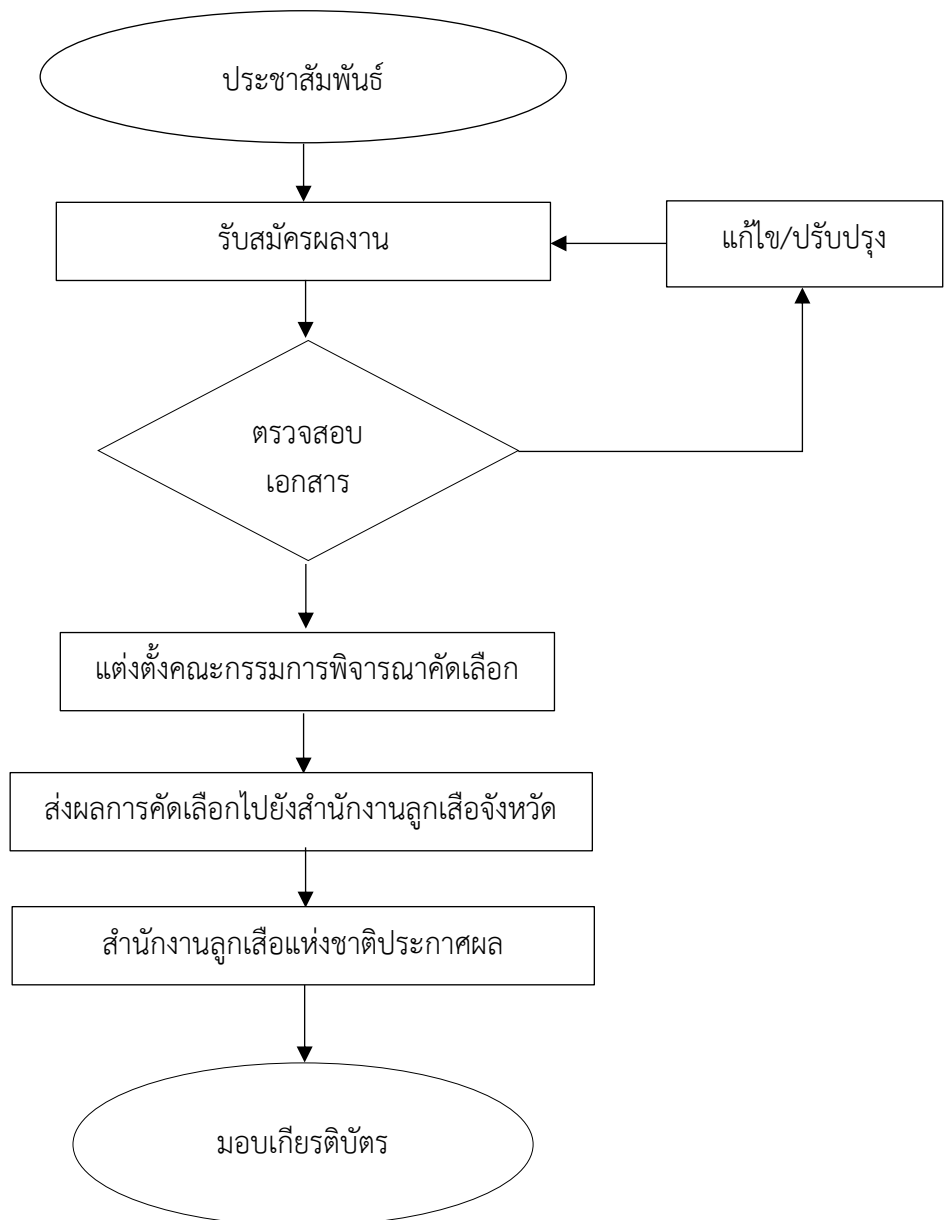 ประชาสัมพันธ์
รับสมัครผลงาน
แก้ไข/ปรับปรุง
ตรวจสอบ
เอกสาร
แต่งตั้งคณะกรรมการพิจารณาคัดเลือก
ส่งผลการคัดเลือกไปยังสำนักงานลูกเสือจังหวัด
สำนักงานลูกเสือแห่งชาติประกาศผล
มอบเกียรติบัตร